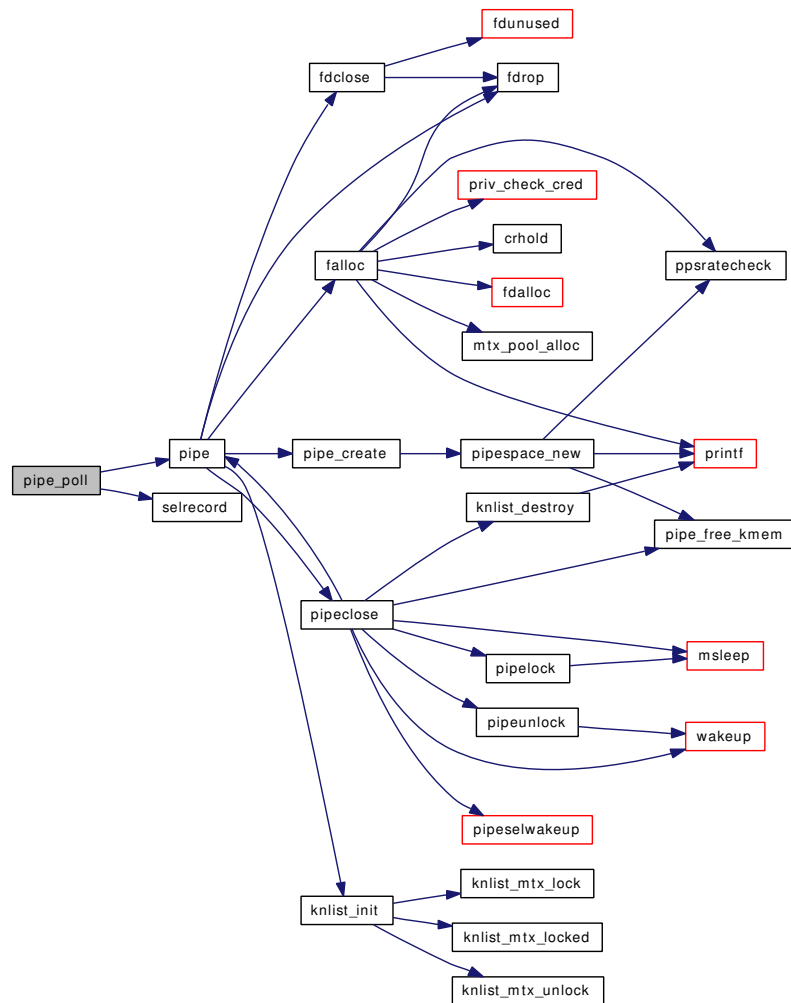 fdunused
fdclose
fdrop
priv_check_cred
crhold
falloc
ppsratecheck
fdalloc
mtx_pool_alloc
pipe
pipe_create
pipespace_new
printf
pipe_poll
selrecord
knlist_destroy
pipe_free_kmem
pipeclose
msleep
pipelock
pipeunlock
wakeup
pipeselwakeup
knlist_mtx_lock
knlist_init
knlist_mtx_locked
knlist_mtx_unlock